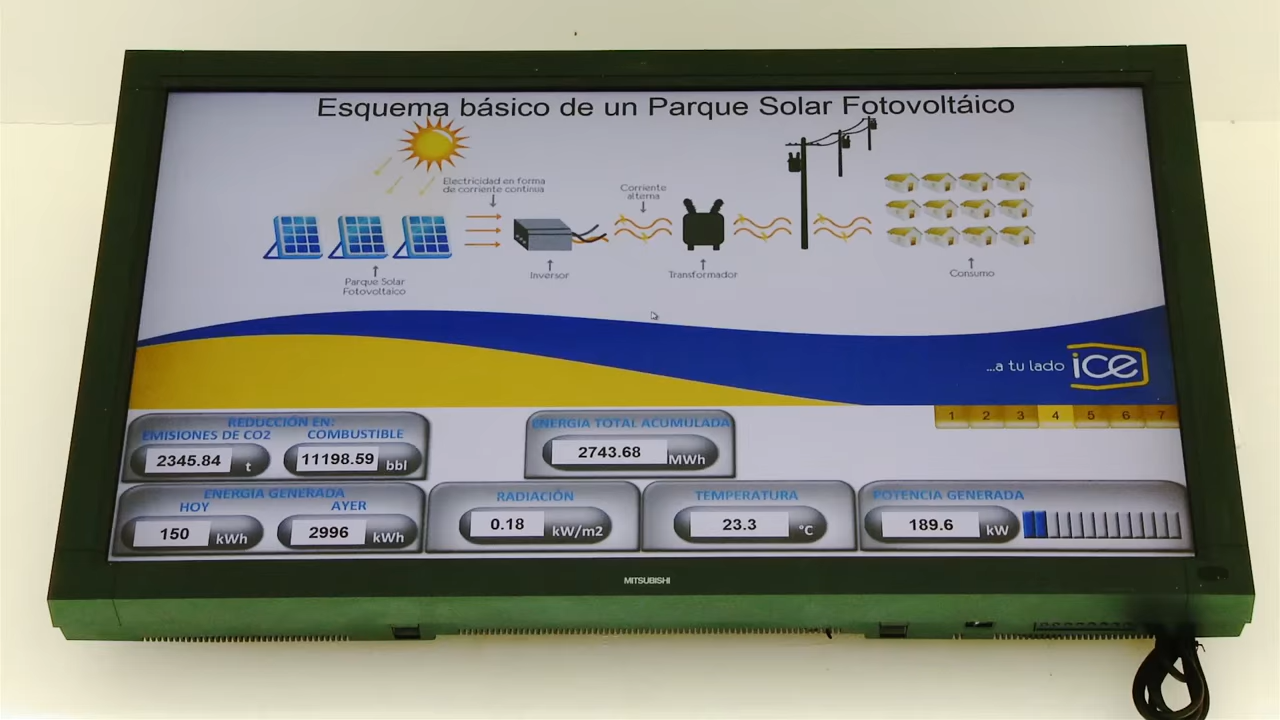 Esquema básico de un Parque Solar Fotovoltáico
Electricidad en forma
de corriente continua
Corriente
alterna
Parque Solar
Fotovoltaico
Inversor
Transformador
Consumo
...a tu lado ice
1 2 3 4 5 6 7
REDUCCIÓN EN:
EMISIONES DE CO2 COMBUSTIBLE
2345.84 t 11198.59 bbl
ENERGIA TOTAL ACUMULADA
2743.68 MWh
ENERGÍA GENERADA
HOY AYER
150 kWh 2996 kWh
RADIACIÓN
0.18 kW/m2
TEMPERATURA
23.3 °C
POTENCIA GENERADA
189.6 kW
MITSUBISHI